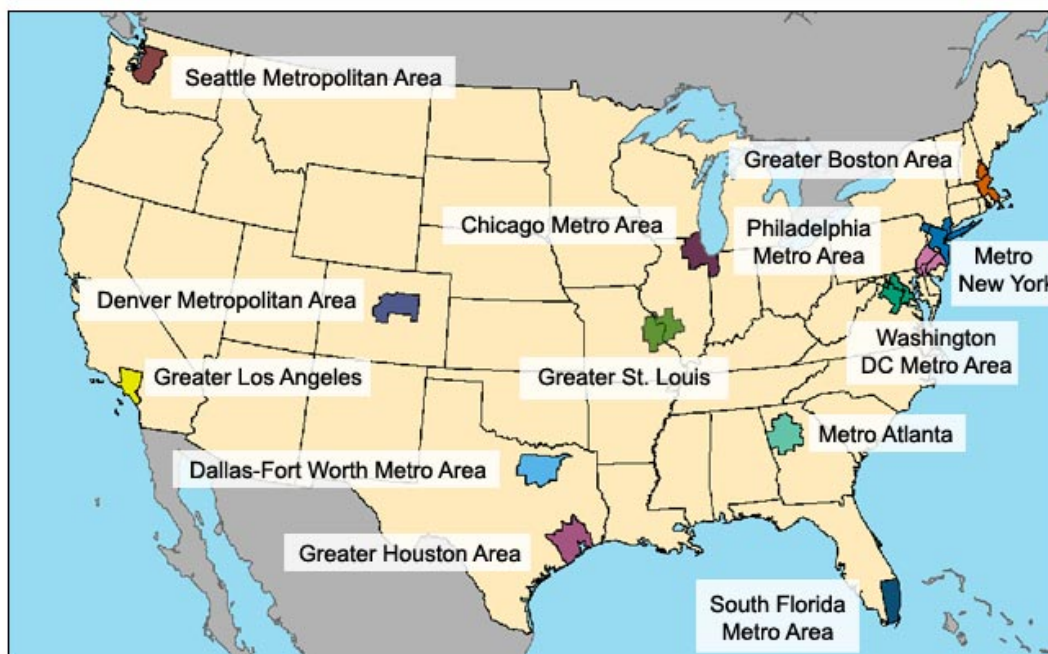 Seattle Metropolitan Area
Greater Boston Area
Chicago Metro Area
Philadelphia
Metro Area
Metro
New York
Denver Metropolitan Area
Washington
DC Metro Area
Greater Los Angeles
Greater St. Louis
Metro Atlanta
Dallas-Fort Worth Metro Area
Greater Houston Area
South Florida
Metro Area